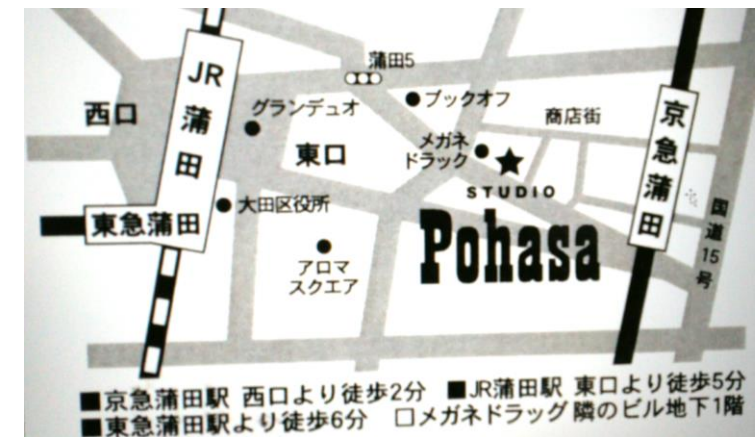 JR蒲田
蒲田5
グランデュオ
ブックオフ
西口
東口
商店街
メガネ
ドラッグ
京急蒲田
STUDIO
Pohasa
大田区役所
東急蒲田
国道15号
アロマ
スクエア
■京急蒲田駅 西口より徒歩2分 ■JR蒲田駅 東口より徒歩5分
■東急蒲田駅より徒歩6分 □メガネドラッグ隣のビル地下1階